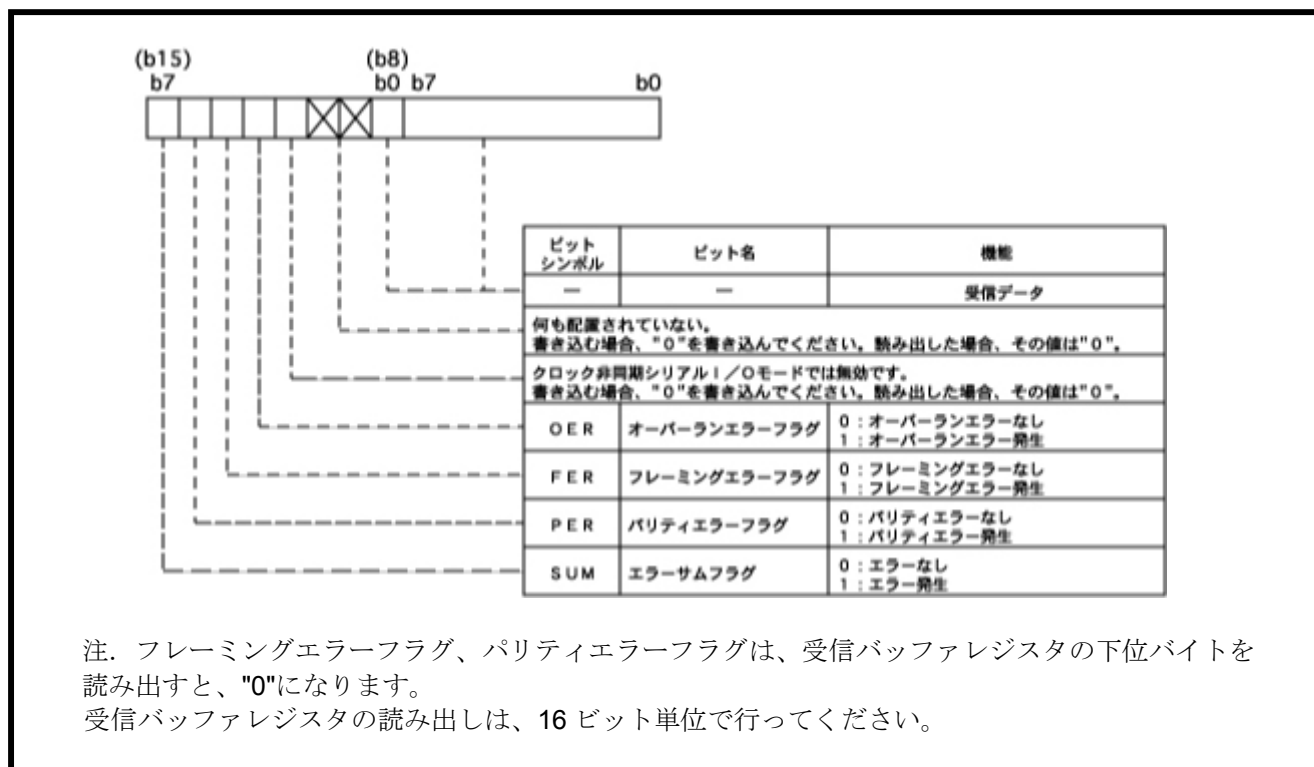 (b15) (b8)
b7 b0 b7 b0
ビット
シンボル ビット名 機能
— — 受信データ
何も配置されていない。
書き込む場合、"0"を書き込んでください。読み出した場合、その値は"0"。
クロック非同期シリアルI/Oモードでは無効です。
書き込む場合、"0"を書き込んでください。読み出した場合、その値は"0"。
OER オーバーランエラーフラグ 0:オーバーランエラーなし
1:オーバーランエラー発生
FER フレーミングエラーフラグ 0:フレーミングエラーなし
1:フレーミングエラー発生
PER パリティエラーフラグ 0:パリティエラーなし
1:パリティエラー発生
SUM エラーサムフラグ 0:エラーなし
1:エラー発生
注. フレーミングエラーフラグ、パリティエラーフラグは、受信バッファレジスタの下位バイトを
読み出すと、"0"になります。
受信バッファレジスタの読み出しは、16 ビット単位で行ってください。